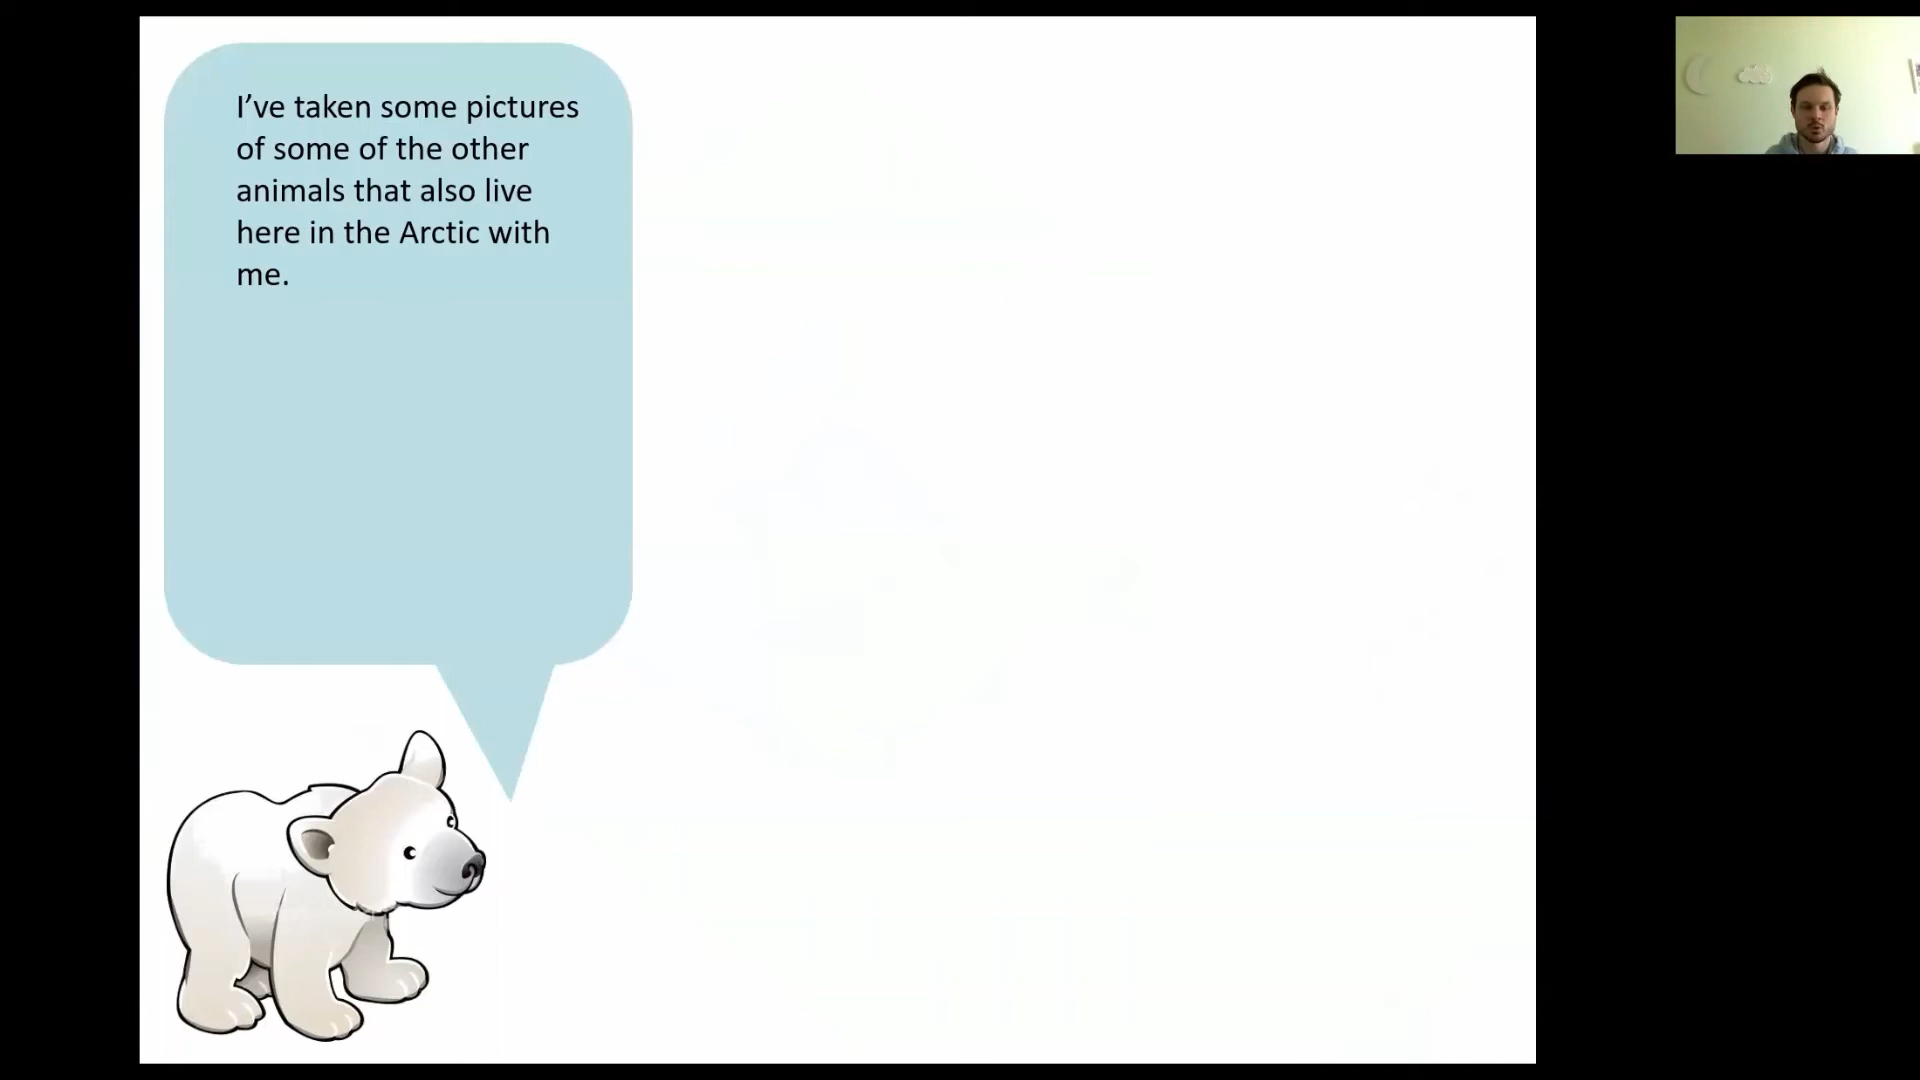 I’ve taken some pictures
of some of the other
animals that also live
here in the Arctic with
me.